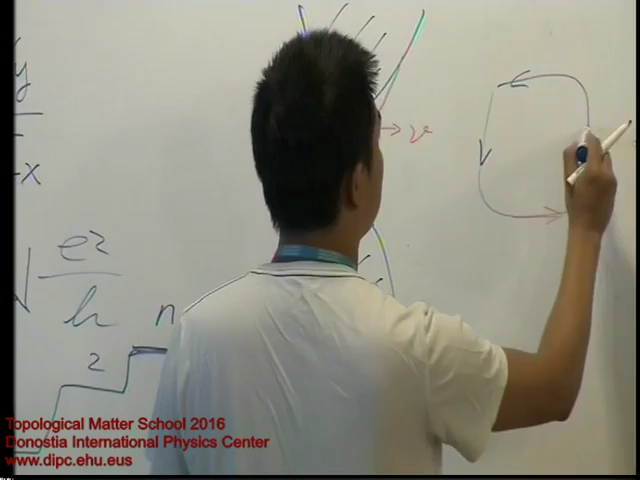 y
x
e2
h
n
2
v
Topological Matter School 2016
Donostia International Physics Center
www.dipc.ehu.eus